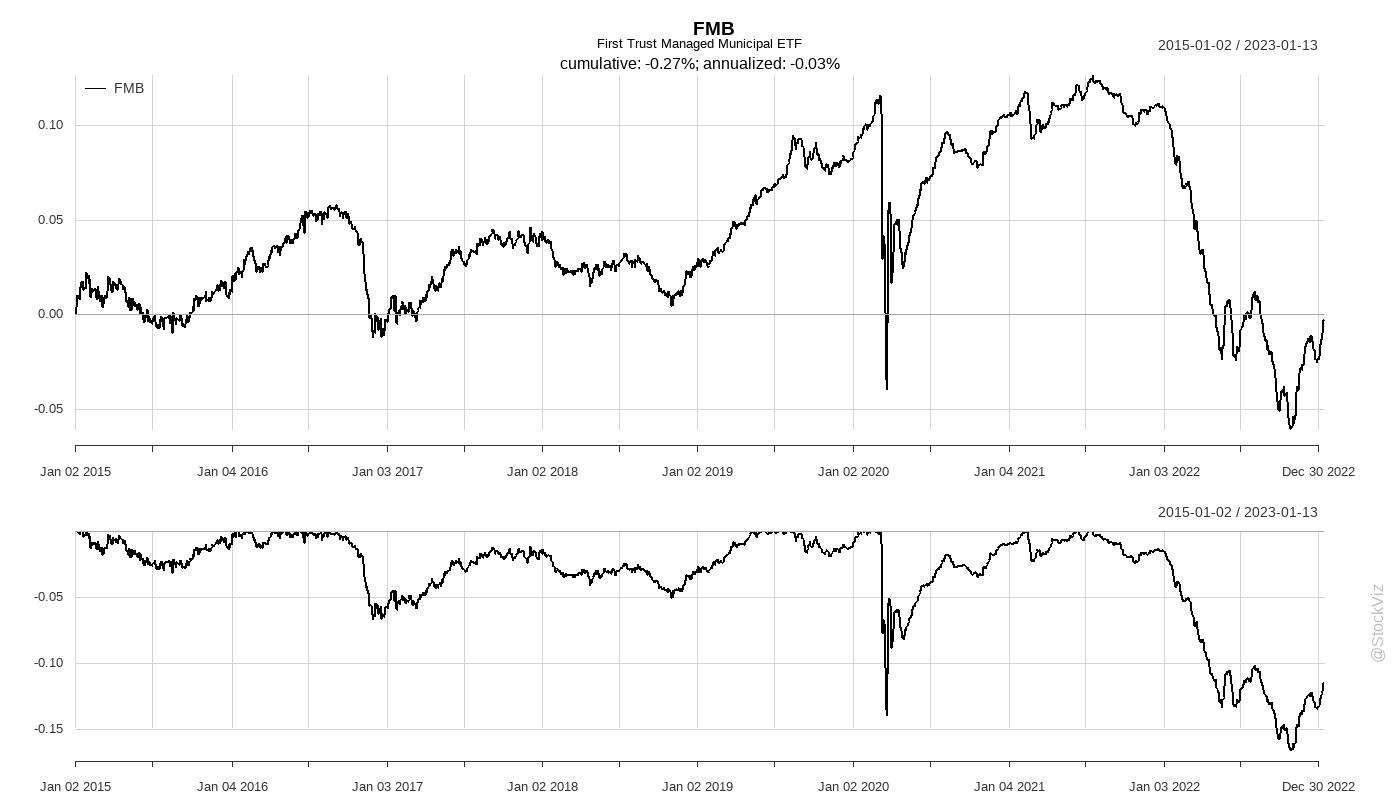 FMB
First Trust Managed Municipal ETF
2015-01-02 / 2023-01-13
cumulative: -0.27%; annualized: -0.03%
FMB
0.10
0.05
0.00
-0.05
Jan 02 2015 Jan 04 2016 Jan 03 2017 Jan 02 2018 Jan 02 2019 Jan 02 2020 Jan 04 2021 Jan 03 2022 Dec 30 2022
2015-01-02 / 2023-01-13
-0.05
-0.10
-0.15
@StockViz
Jan 02 2015 Jan 04 2016 Jan 03 2017 Jan 02 2018 Jan 02 2019 Jan 02 2020 Jan 04 2021 Jan 03 2022 Dec 30 2022